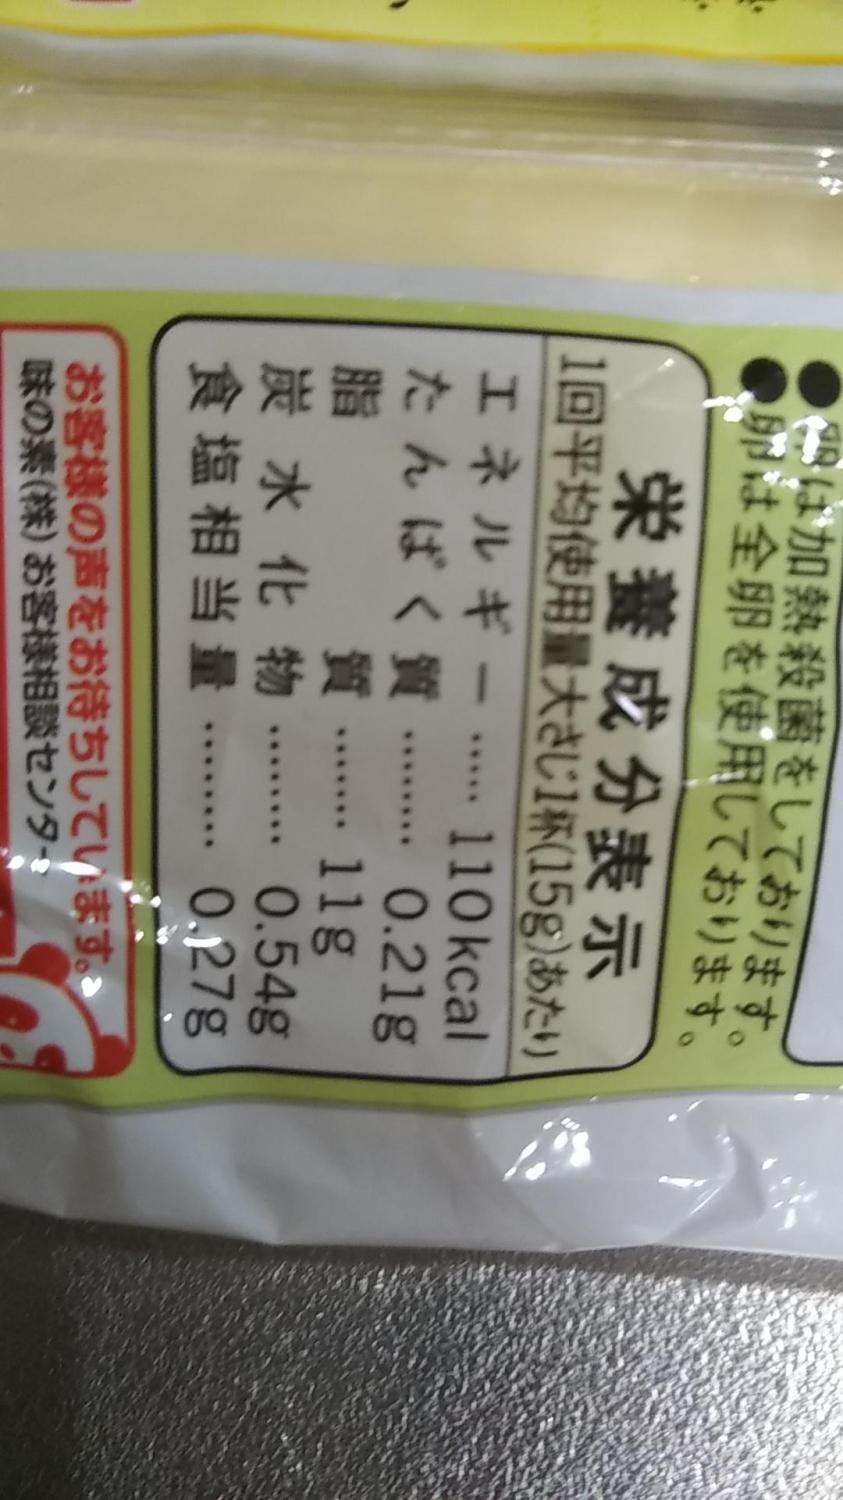 ●卵は加熱殺菌をしております。
●卵は全卵を使用しております。
栄養成分表示
1回平均使用量大さじ1杯(15g)あたり
エネルギー …… 110kcal
たんぱく質 ……… 0.21g
脂質 ……… 11g
炭水化物 ……… 0.54g
食塩相当量 ……… 0.27g
お客様の声をお待ちしています。
味の素(株)お客様相談センター